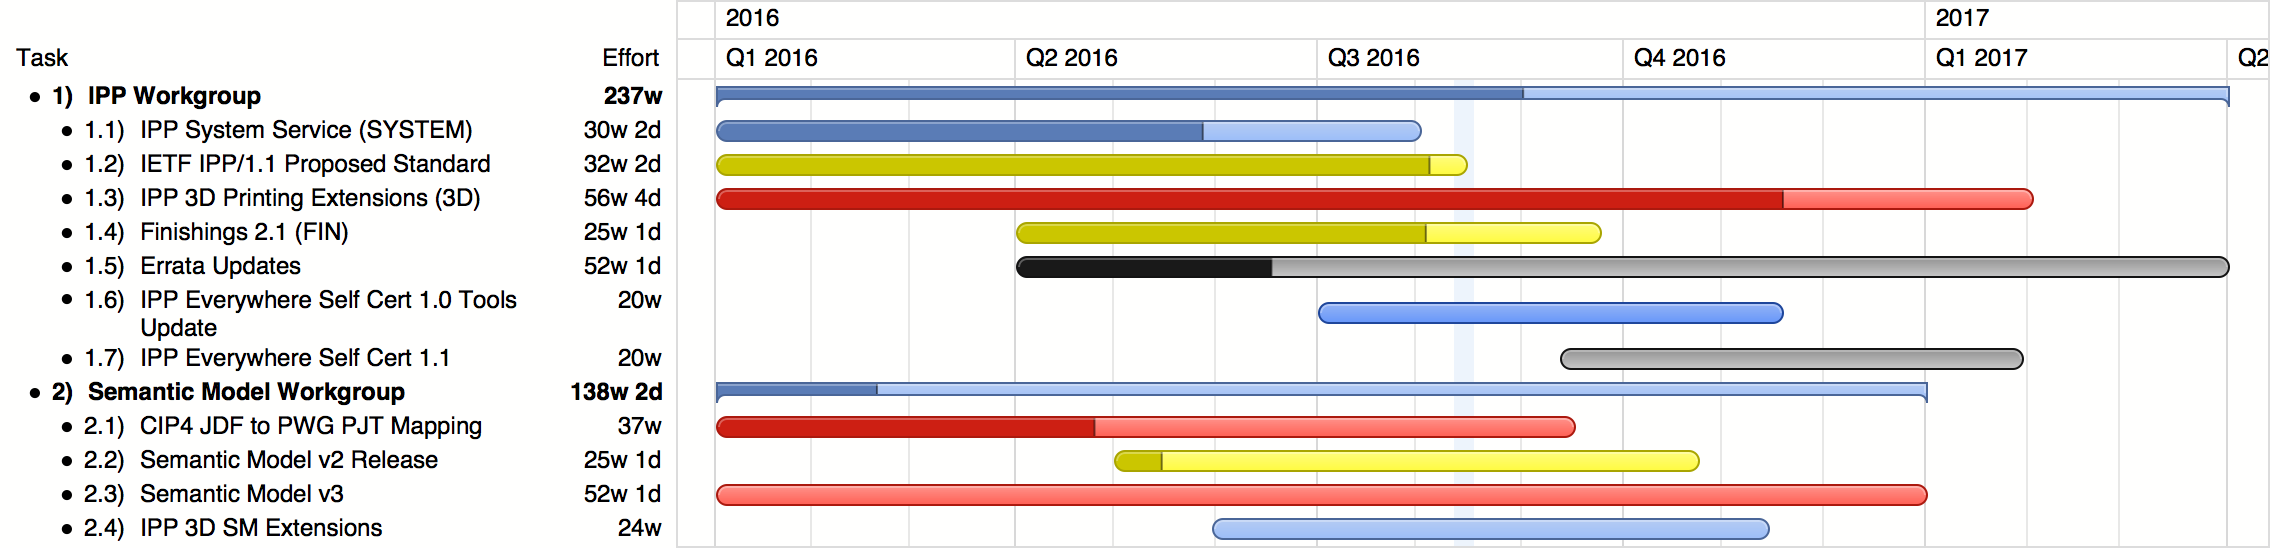 2016 2017
Task Effort Q1 2016 Q2 2016 Q3 2016 Q4 2016 Q1 2017 Q2
• 1) IPP Workgroup 237w
• 1.1) IPP System Service (SYSTEM) 30w 2d
• 1.2) IETF IPP/1.1 Proposed Standard 32w 2d
• 1.3) IPP 3D Printing Extensions (3D) 56w 4d
• 1.4) Finishings 2.1 (FIN) 25w 1d
• 1.5) Errata Updates 52w 1d
• 1.6) IPP Everywhere Self Cert 1.0 Tools 20w
Update
• 1.7) IPP Everywhere Self Cert 1.1 20w
• 2) Semantic Model Workgroup 138w 2d
• 2.1) CIP4 JDF to PWG PJT Mapping 37w
• 2.2) Semantic Model v2 Release 25w 1d
• 2.3) Semantic Model v3 52w 1d
• 2.4) IPP 3D SM Extensions 24w